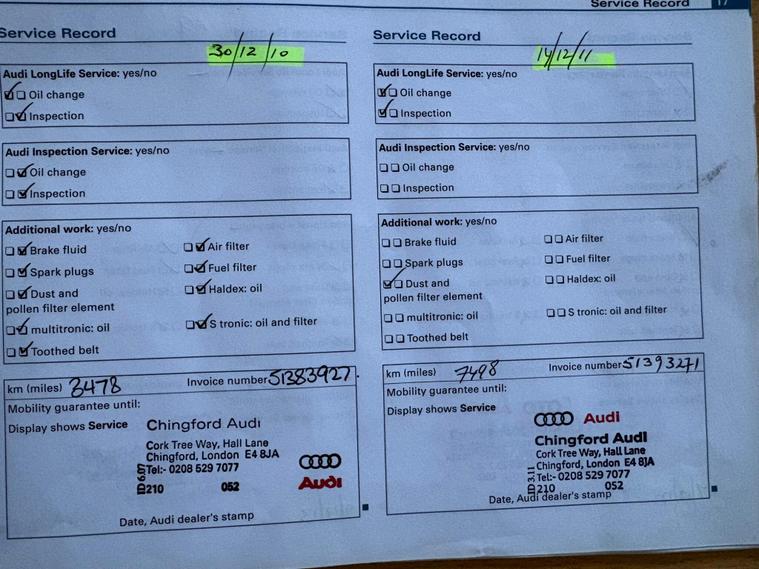 Service Record 17
Service Record
30/12/10
Audi LongLife Service: yes/no
Oil change
Inspection
Audi Inspection Service: yes/no
Oil change
Inspection
Additional work: yes/no
Brake fluid
Air filter
Spark plugs
Fuel filter
Dust and
pollen filter element
Haldex: oil
multitronic: oil
S tronic: oil and filter
Toothed belt
km (miles) 3478
Invoice number 51383927.
Mobility guarantee until:
Display shows Service
Chingford Audi
Cork Tree Way, Hall Lane
Chingford, London E4 8JA
Tel:- 0208 529 7077
ID 6.07
210 052
Audi
Date, Audi dealer's stamp
Service Record
14/12/11
Audi LongLife Service: yes/no
Oil change
Inspection
Audi Inspection Service: yes/no
Oil change
Inspection
Additional work: yes/no
Brake fluid
Air filter
Spark plugs
Fuel filter
Dust and
pollen filter element
Haldex: oil
multitronic: oil
S tronic: oil and filter
Toothed belt
km (miles) 7498
Invoice number 51393271
Mobility guarantee until:
Display shows Service
Audi
Chingford Audi
Cork Tree Way, Hall Lane
Chingford, London E4 8JA
Tel:- 0208 529 7077
ID 3.11
210 052
Date, Audi dealer's stamp